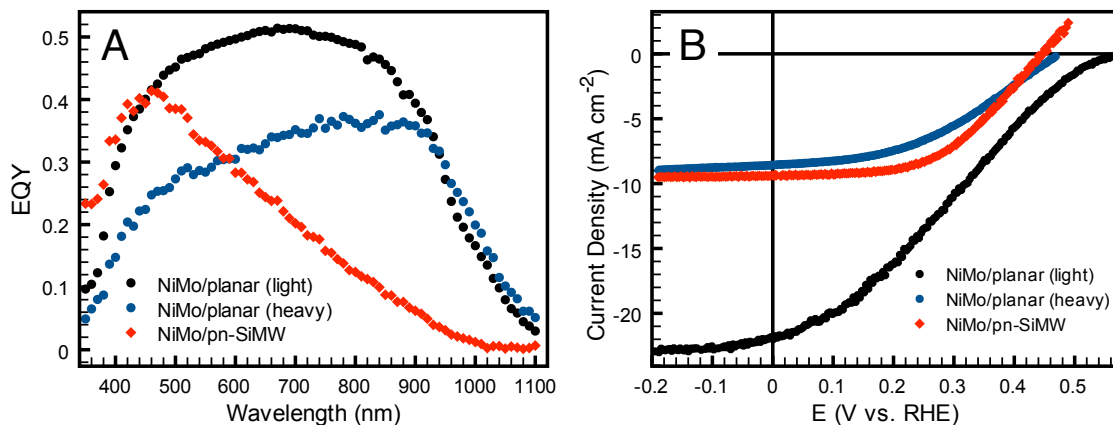 A
EQY
0.5
0.4
0.3
0.2
0.1
0
NiMo/planar (light)
NiMo/planar (heavy)
NiMo/pn-SiMW
400 500 600 700 800 900 1000 1100
Wavelength (nm)
B
Current Density (mA cm-2)
0
-5
-10
-15
-20
NiMo/planar (light)
NiMo/planar (heavy)
NiMo/pn-SiMW
-0.2 -0.1 0 0.1 0.2 0.3 0.4 0.5
E (V vs. RHE)